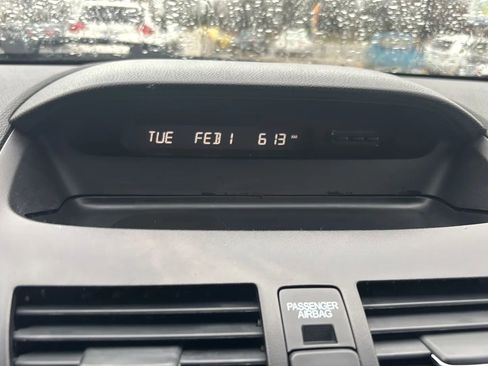 TUE FEB 1 6 13
PASSENGER
AIRBAG